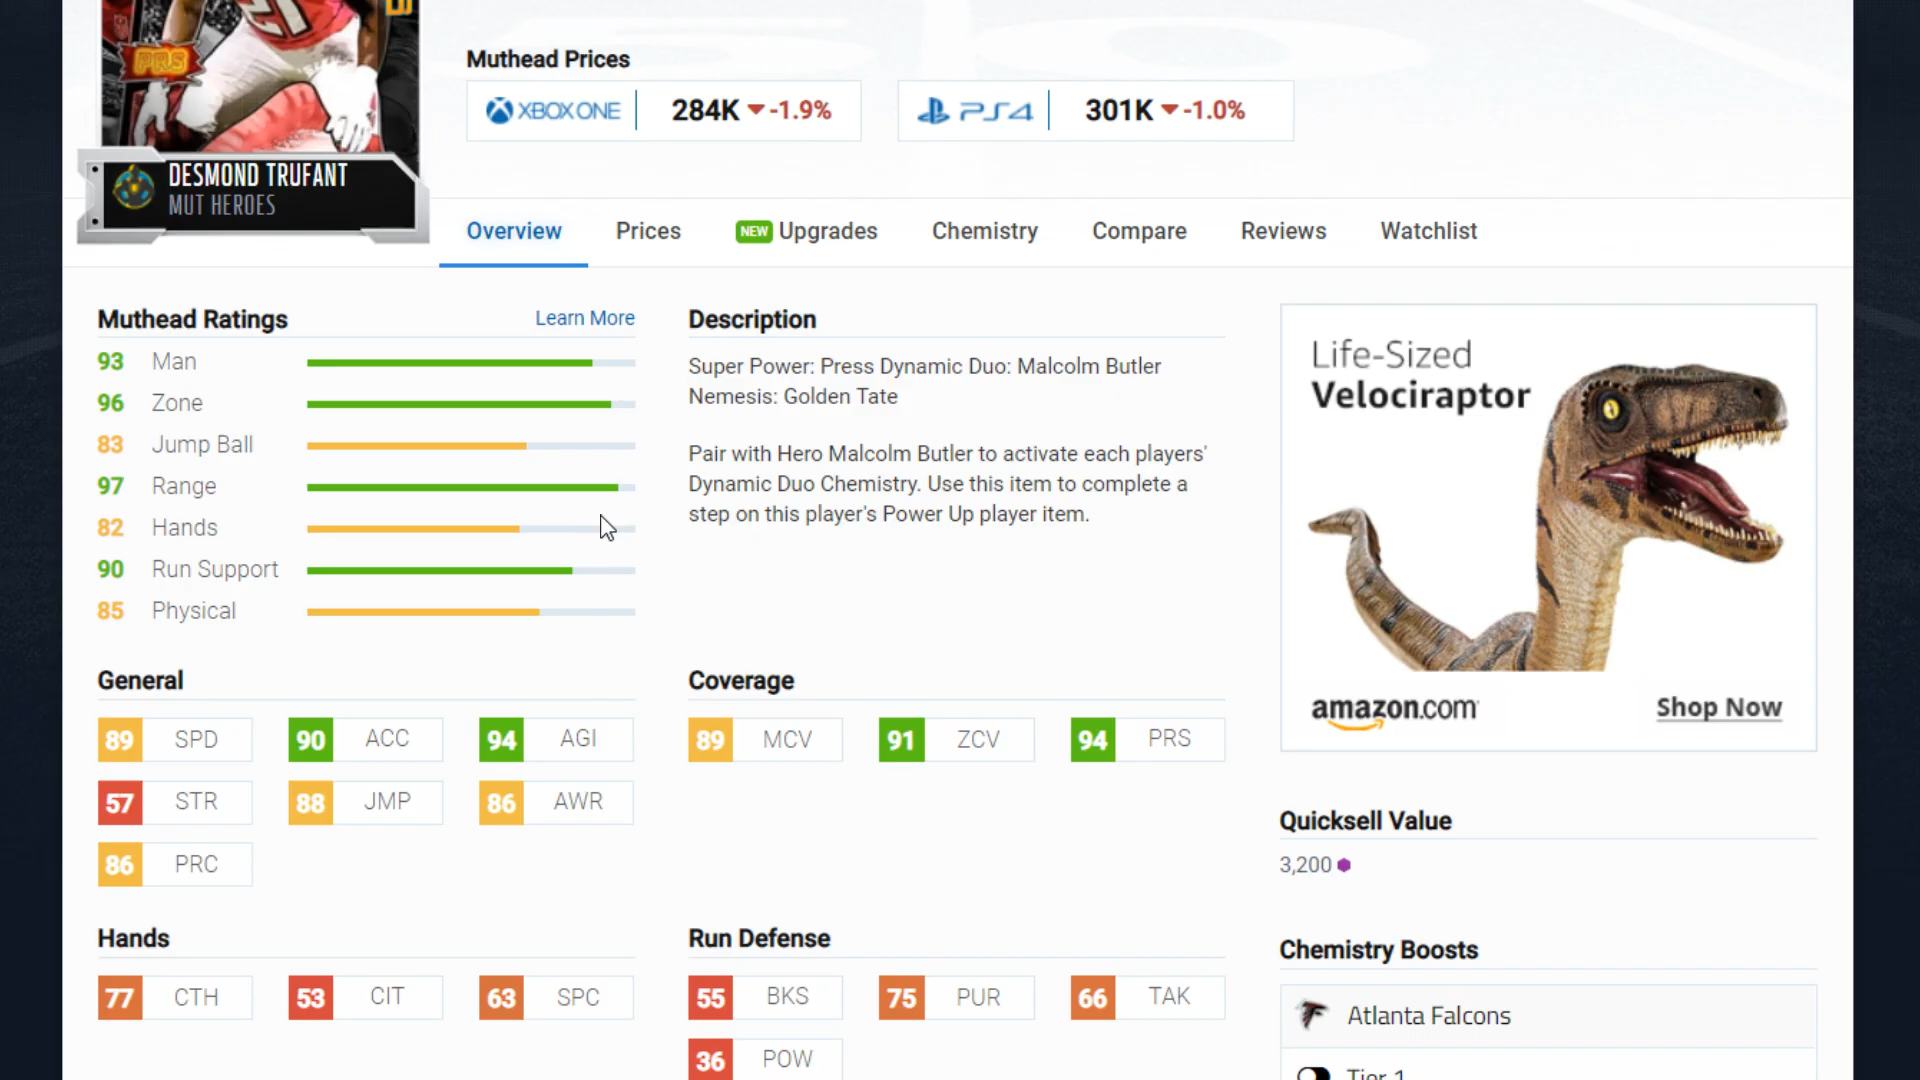 PRS
DESMOND TRUFANT
MUT HEROES
Muthead Prices
XBOX ONE 284K -1.9%
PS4 301K -1.0%
Overview Prices NEW Upgrades Chemistry Compare Reviews Watchlist
Muthead Ratings Learn More
93 Man
96 Zone
83 Jump Ball
97 Range
82 Hands
90 Run Support
85 Physical
Description
Super Power: Press Dynamic Duo: Malcolm Butler
Nemesis: Golden Tate
Pair with Hero Malcolm Butler to activate each players'
Dynamic Duo Chemistry. Use this item to complete a
step on this player's Power Up player item.
Life-Sized
Velociraptor
amazon.com Shop Now
General
89 SPD 90 ACC 94 AGI
57 STR 88 JMP 86 AWR
86 PRC
Coverage
89 MCV 91 ZCV 94 PRS
Hands
77 CTH 53 CIT 63 SPC
Run Defense
55 BKS 75 PUR 66 TAK
36 POW
Quicksell Value
3,200
Chemistry Boosts
Atlanta Falcons
Tier 1